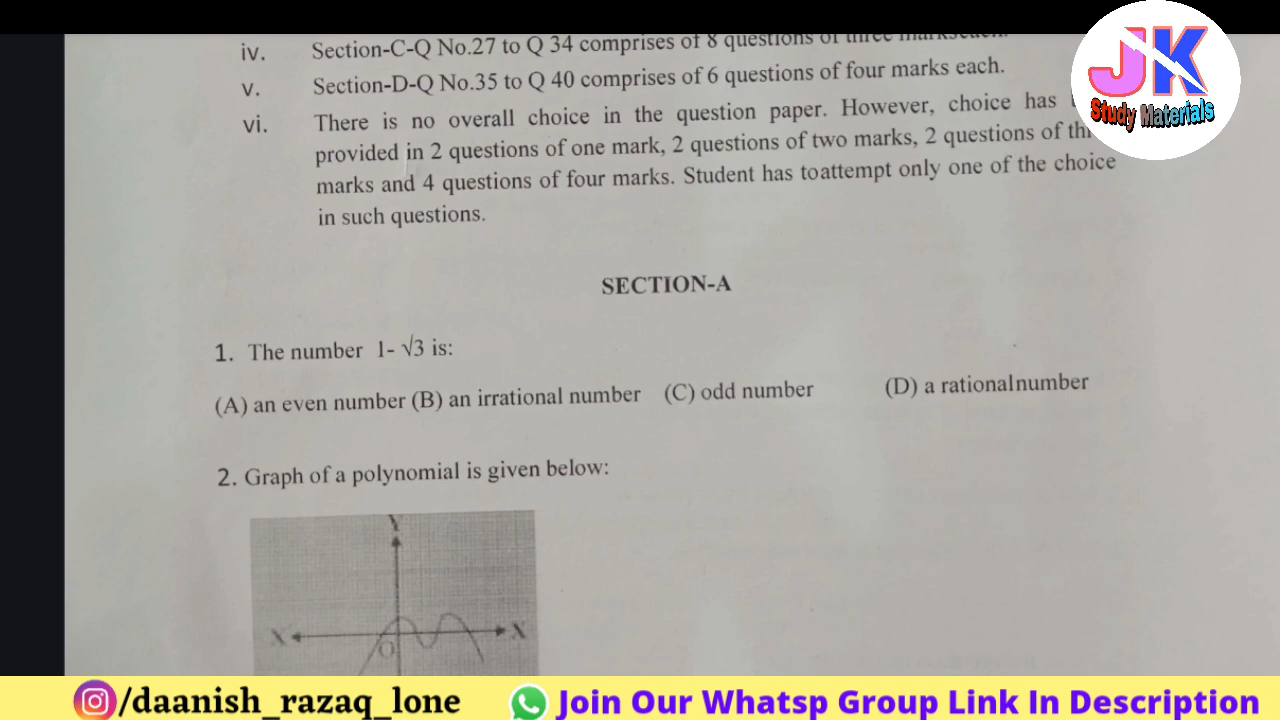 iv. Section-C-Q No.27 to Q 34 comprises of 8 questions of three marks each.
v. Section-D-Q No.35 to Q 40 comprises of 6 questions of four marks each.
vi. There is no overall choice in the question paper. However, choice has
provided in 2 questions of one mark, 2 questions of two marks, 2 questions of
marks and 4 questions of four marks. Student has toattempt only one of the choice
in such questions.
JK
Study Materials
SECTION-A
1. The number 1- √3 is:
(A) an even number (B) an irrational number (C) odd number (D) a rationalnumber
2. Graph of a polynomial is given below:
Y
X X
O
/daanish_razaq_lone Join Our Whatsp Group Link In Description